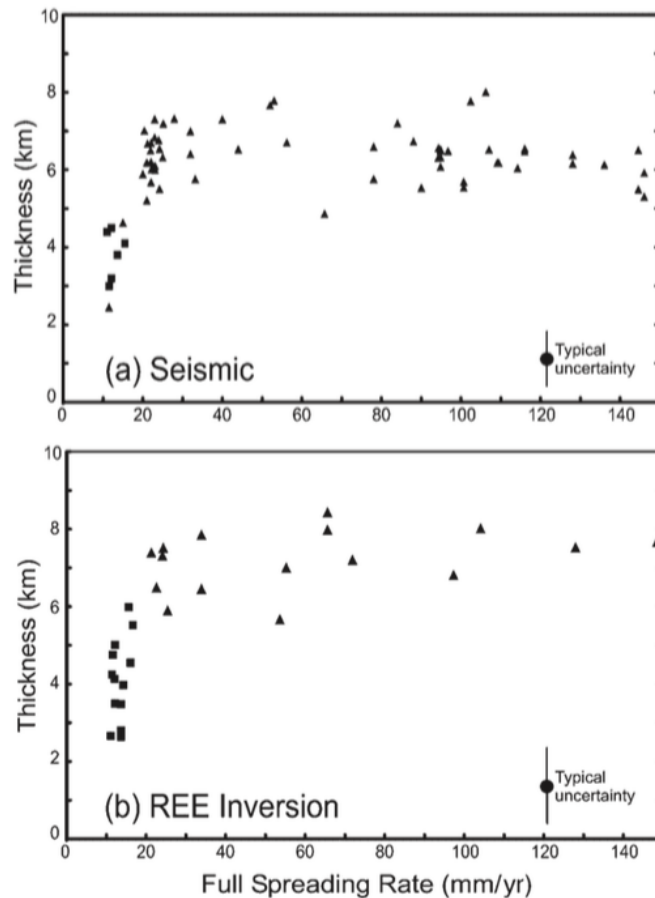 10
8
6
4
2
0
Thickness (km)
(a) Seismic
Typical
uncertainty
0 20 40 60 80 100 120 140
10
8
6
4
2
0
Thickness (km)
(b) REE Inversion
Typical
uncertainty
0 20 40 60 80 100 120 140
Full Spreading Rate (mm/yr)